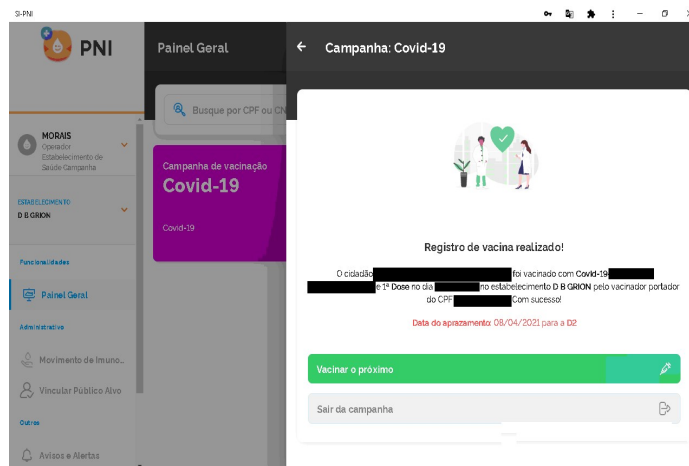 SI-PNI
PNI
Painel Geral
Campanha: Covid-19
Busque por CPF ou CN
MORAIS
Operador
Estabelecimento de
Saúde Campanha
ESTABELECIMENTO
D B GRION
Funcionalidades
Painel Geral
Administrativo
Movimento de Imuno...
Vincular Público Alvo
Outros
Avisos e Alertas
Campanha de vacinação
Covid-19
Covid-19
Registro de vacina realizado!
O cidadão foi vacinado com Covid-19-
e 1ª Dose no dia no estabelecimento D B GRION pelo vacinador portador
do CPF Com sucesso!
Data do aprazamento: 08/04/2021 para a D2
Vacinar o próximo
Sair da campanha